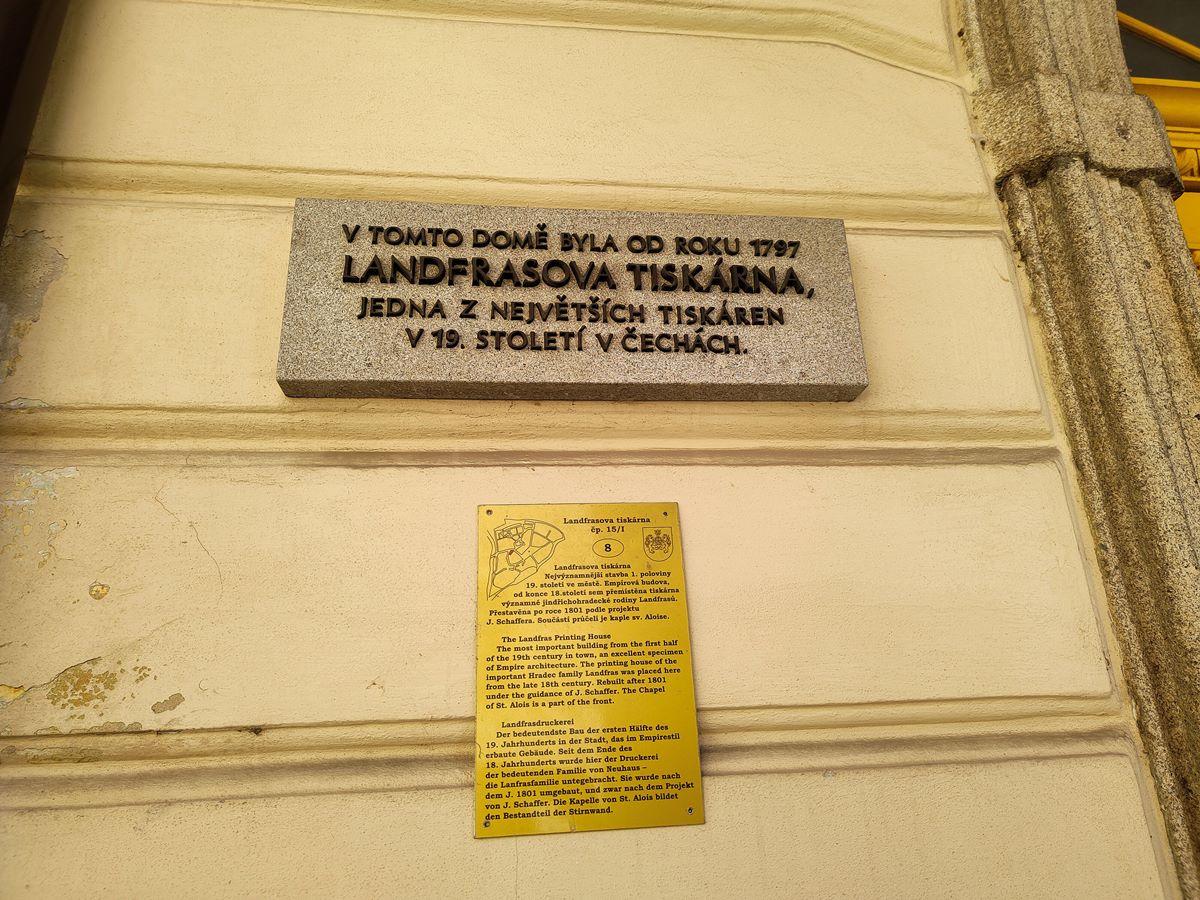 V TOMTO DOMĚ BYLA OD ROKU 1797
LANDFRASOVA TISKÁRNA,
JEDNA Z NEJVĚTŠÍCH TISKÁREN
V 19. STOLETÍ V ČECHÁCH.
Landfrasova tiskárna
čp. 15/I
8
Landfrasova tiskárna
Nejvýznamnější stavba 1. poloviny
19. století ve městě. Empírová budova,
od konce 18.století sem přemístěna tiskárna
významné jindřichohradecké rodiny Landfrasů.
Přestavěna po roce 1801 podle projektu
J. Schaffera. Součástí průčelí je kaple sv. Aloise.
The Landfras Printing House
The most important building from the first half
of the 19th century in town, an excellent specimen
of Empire architecture. The printing house of the
important Hradec family Landfras was placed here
from the late 18th century. Rebuilt after 1801
under the guidance of J. Schaffer. The Chapel
of St. Alois is a part of the front.
Landfrasdruckerei
Der bedeutendste Bau der ersten Hälfte des
19. Jahrhunderts in der Stadt, das im Empirestil
erbaute Gebäude. Seit dem Ende des
18. Jahrhunderts wurde hier der Druckerei
der bedeutenden Familie von Neuhaus –
die Lanfrasfamilie untegebracht. Sie wurde nach
dem J. 1801 umgebaut, und zwar nach dem Projekt
von J. Schaffer. Die Kapelle von St. Alois bildet
den Bestandteil der Stirnwand.